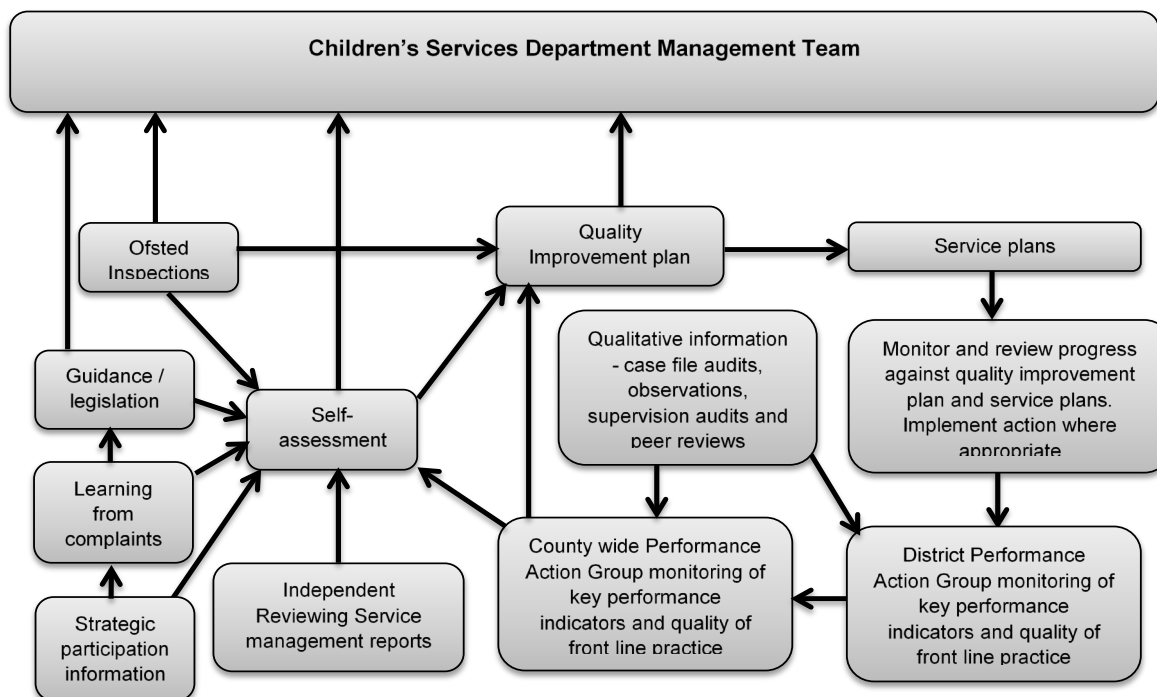 Children's Services Department Management Team
Ofsted
Inspections
Quality
Improvement plan
Service plans
Guidance /
legislation
Self-
assessment
Qualitative information
- case file audits,
observations,
supervision audits and
peer reviews
Monitor and review progress
against quality improvement
plan and service plans.
Implement action where
appropriate
Learning
from
complaints
Strategic
participation
information
Independent
Reviewing Service
management reports
County wide Performance
Action Group monitoring of
key performance
indicators and quality of
front line practice
District Performance
Action Group monitoring of
key performance
indicators and quality of
front line practice